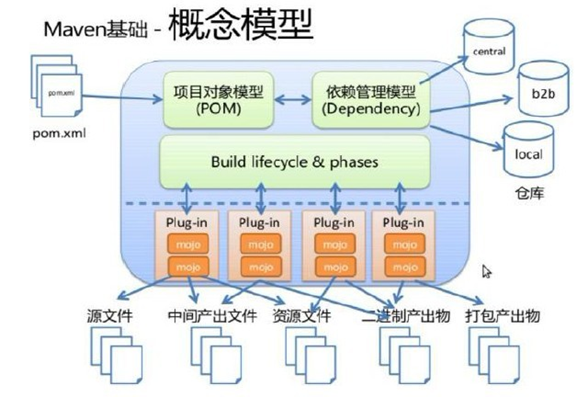 Maven基础 - 概念模型
central
pom.xml
项目对象模型
(POM)
依赖管理模型
(Dependency)
b2b
pom.xml
local
Build lifecycle & phases
仓库
Plug-in
Plug-in
Plug-in
Plug-in
mojo
mojo
mojo
mojo
mojo
mojo
mojo
mojo
源文件
中间产出文件
资源文件
二进制产出物
打包产出物